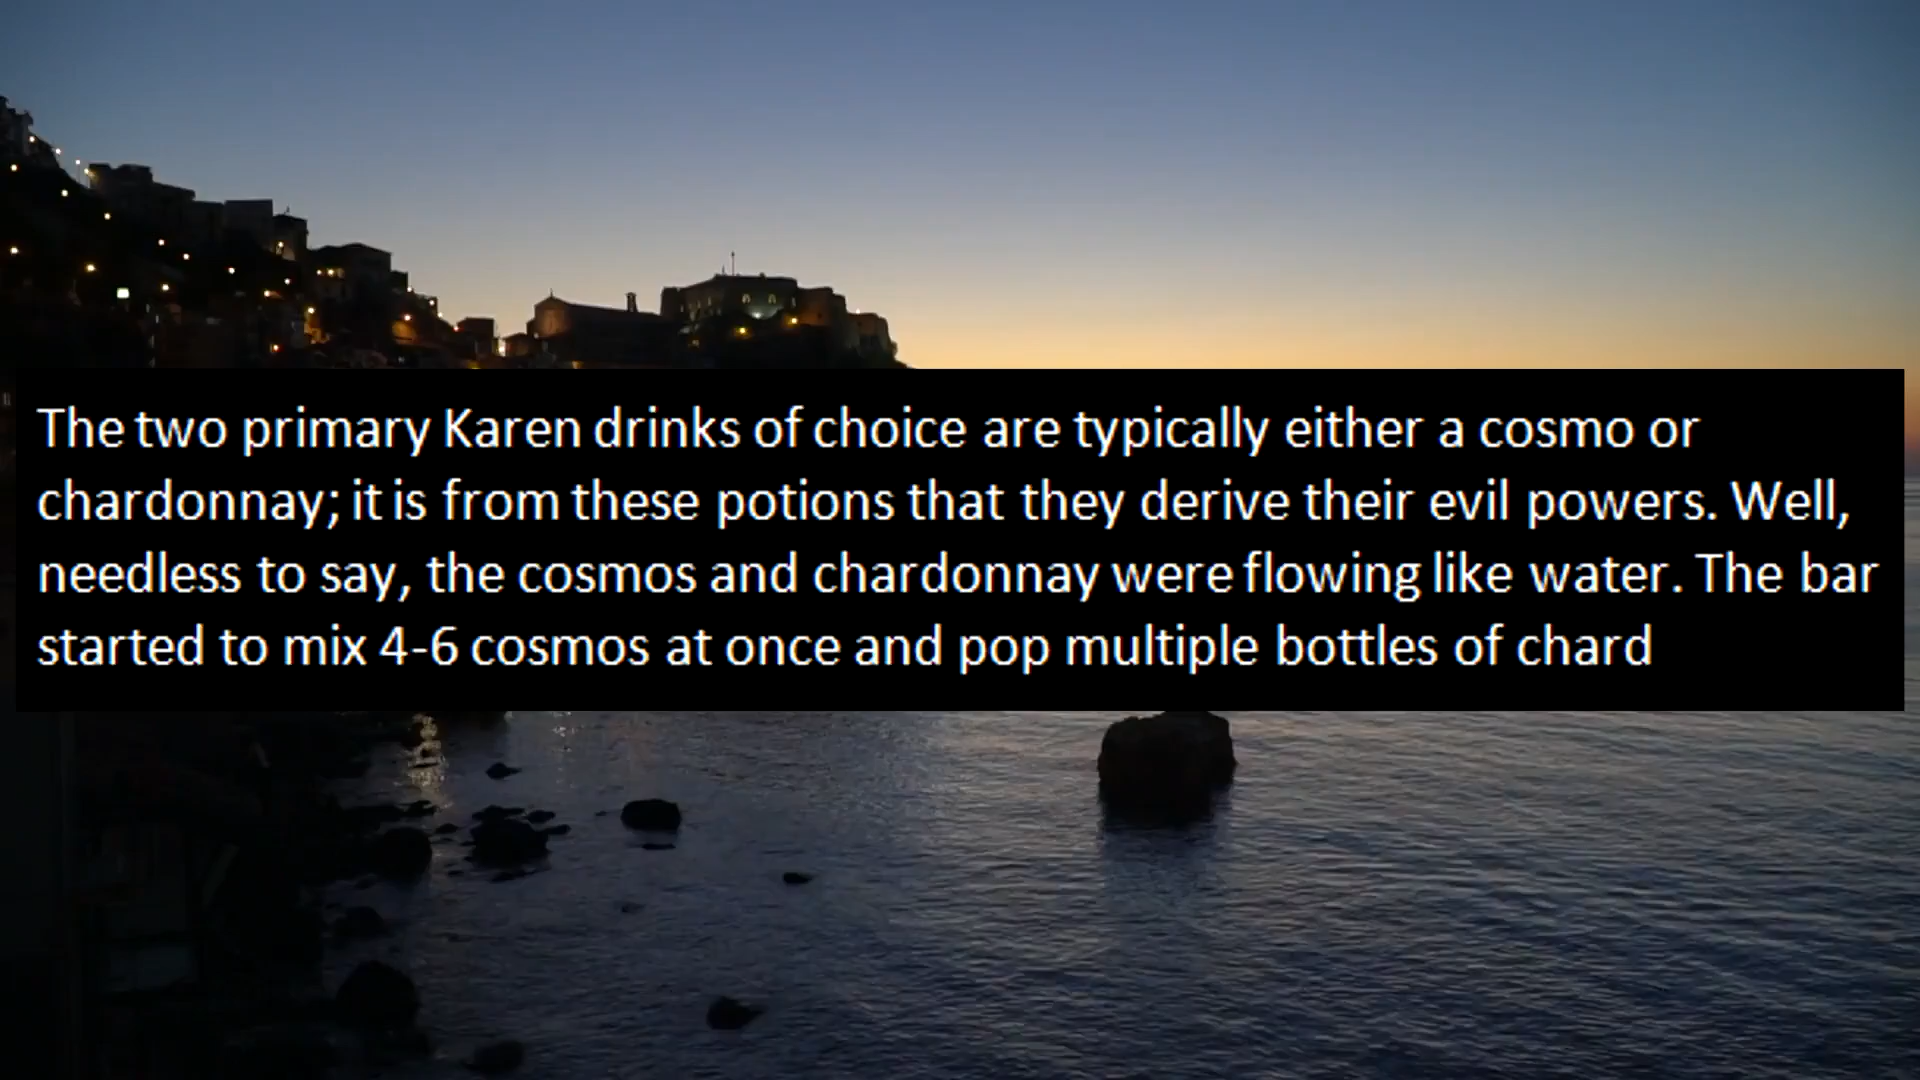 The two primary Karen drinks of choice are typically either a cosmo or
chardonnay; it is from these potions that they derive their evil powers. Well,
needless to say, the cosmos and chardonnay were flowing like water. The bar
started to mix 4-6 cosmos at once and pop multiple bottles of chard